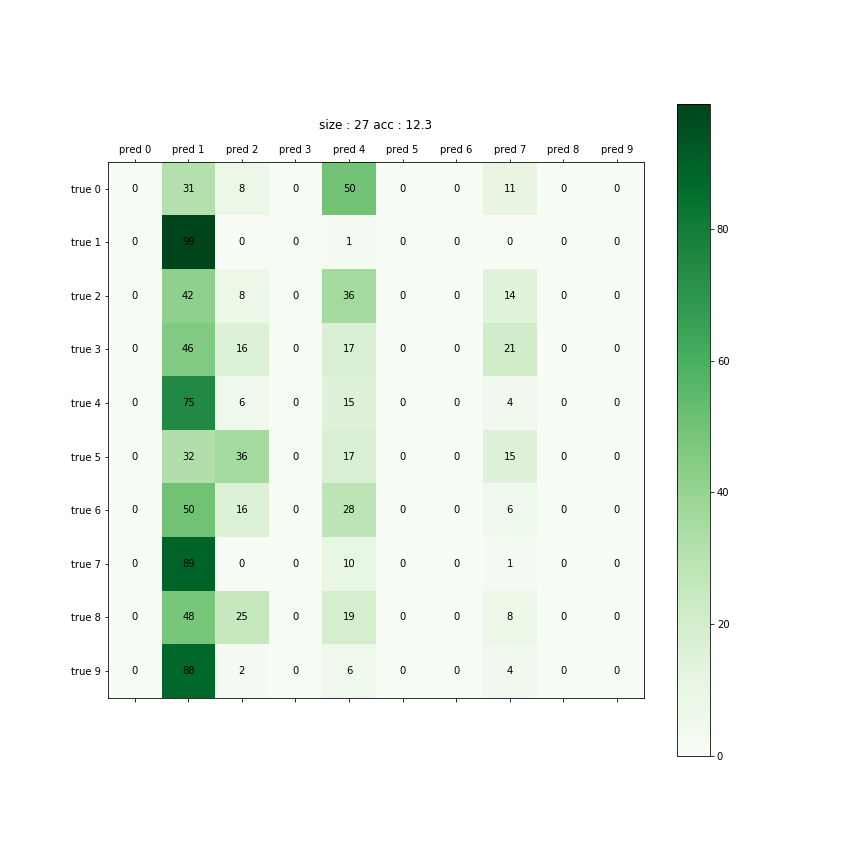 size : 27 acc : 12.3
pred 0 pred 1 pred 2 pred 3 pred 4 pred 5 pred 6 pred 7 pred 8 pred 9
true 0 0 31 8 0 50 0 0 11 0 0
true 1 0 99 0 0 1 0 0 0 0 0
true 2 0 42 8 0 36 0 0 14 0 0
true 3 0 46 16 0 17 0 0 21 0 0
true 4 0 75 6 0 15 0 0 4 0 0
true 5 0 32 36 0 17 0 0 15 0 0
true 6 0 50 16 0 28 0 0 6 0 0
true 7 0 89 0 0 10 0 0 1 0 0
true 8 0 48 25 0 19 0 0 8 0 0
true 9 0 88 2 0 6 0 0 4 0 0
80
60
40
20
0